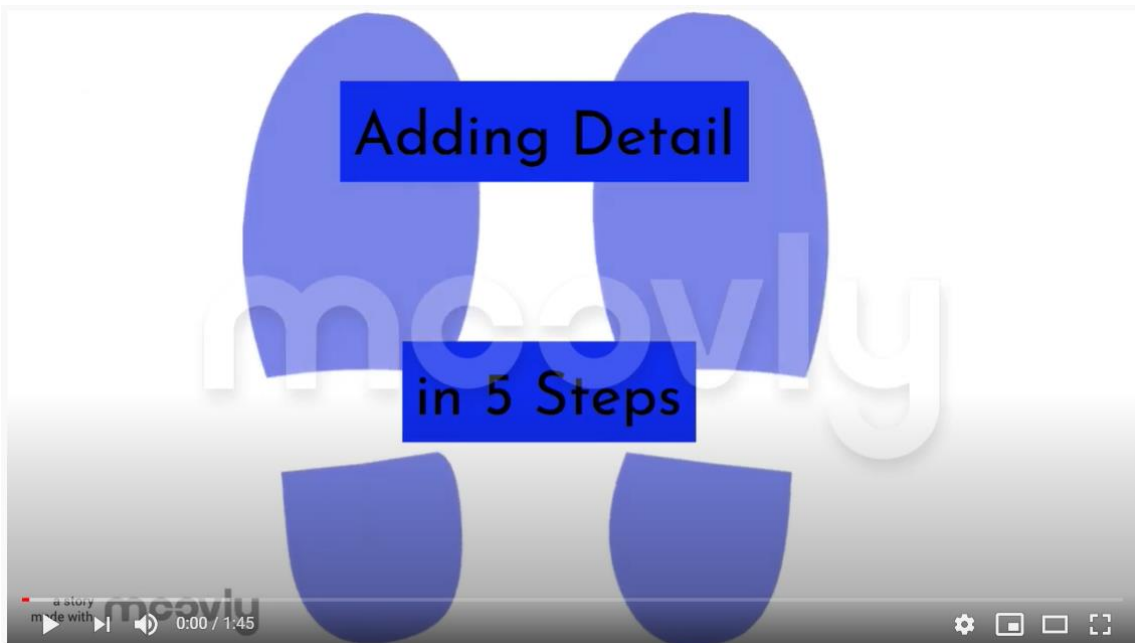 Adding Detail
moovly
in 5 Steps
a story
made with moovly
0:00 / 1:45